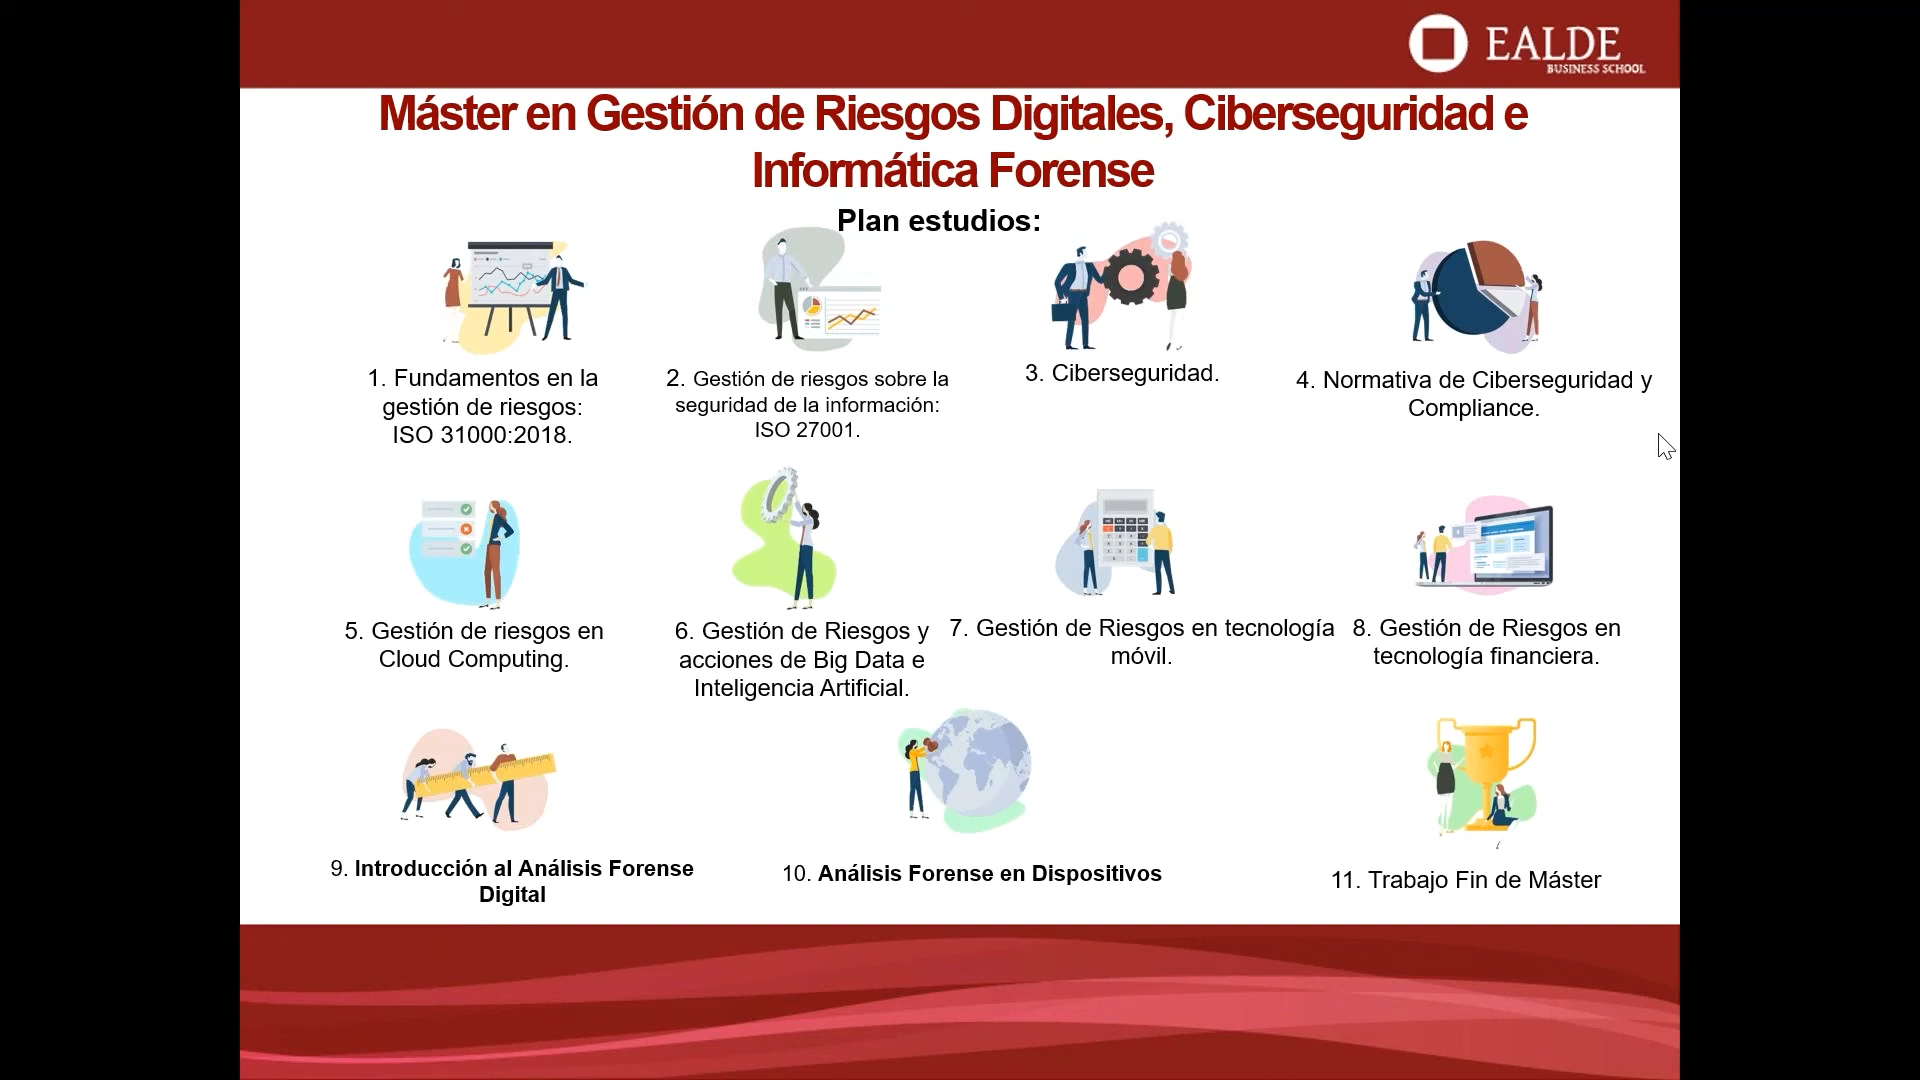 EALDE
BUSINESS SCHOOL
Máster en Gestión de Riesgos Digitales, Ciberseguridad e
Informática Forense
Plan estudios:
1. Fundamentos en la
gestión de riesgos:
ISO 31000:2018.
2. Gestión de riesgos sobre la
seguridad de la información:
ISO 27001.
3. Ciberseguridad.
4. Normativa de Ciberseguridad y
Compliance.
5. Gestión de riesgos en
Cloud Computing.
6. Gestión de Riesgos y
acciones de Big Data e
Inteligencia Artificial.
7. Gestión de Riesgos en tecnología
móvil.
8. Gestión de Riesgos en
tecnología financiera.
9. Introducción al Análisis Forense
Digital
10. Análisis Forense en Dispositivos
11. Trabajo Fin de Máster